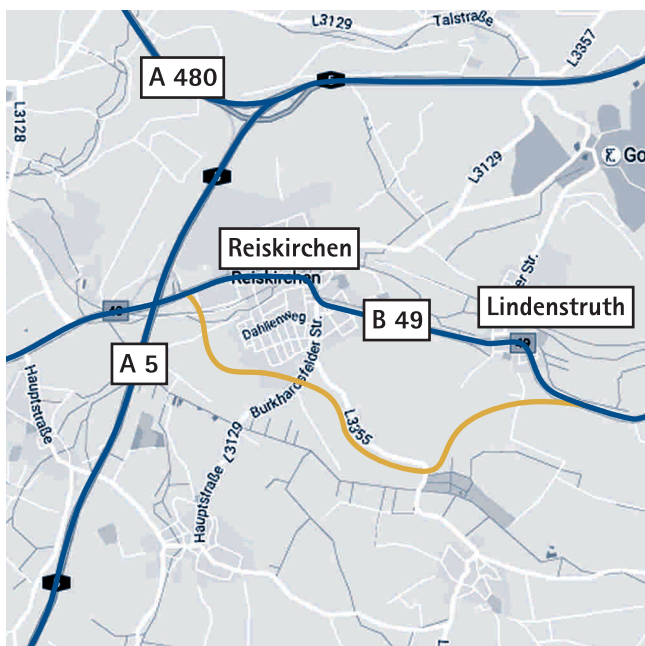 L3129
Talstraße
L3357
A 480
L3128
L3129
Go
Reiskirchen
Reiskirchen
er Str.
Lindenstruth
B 49
Dahlienweg
49
A 5
Hauptstraße
Burkhardsfelder Str.
L3355
L3129
Hauptstraße